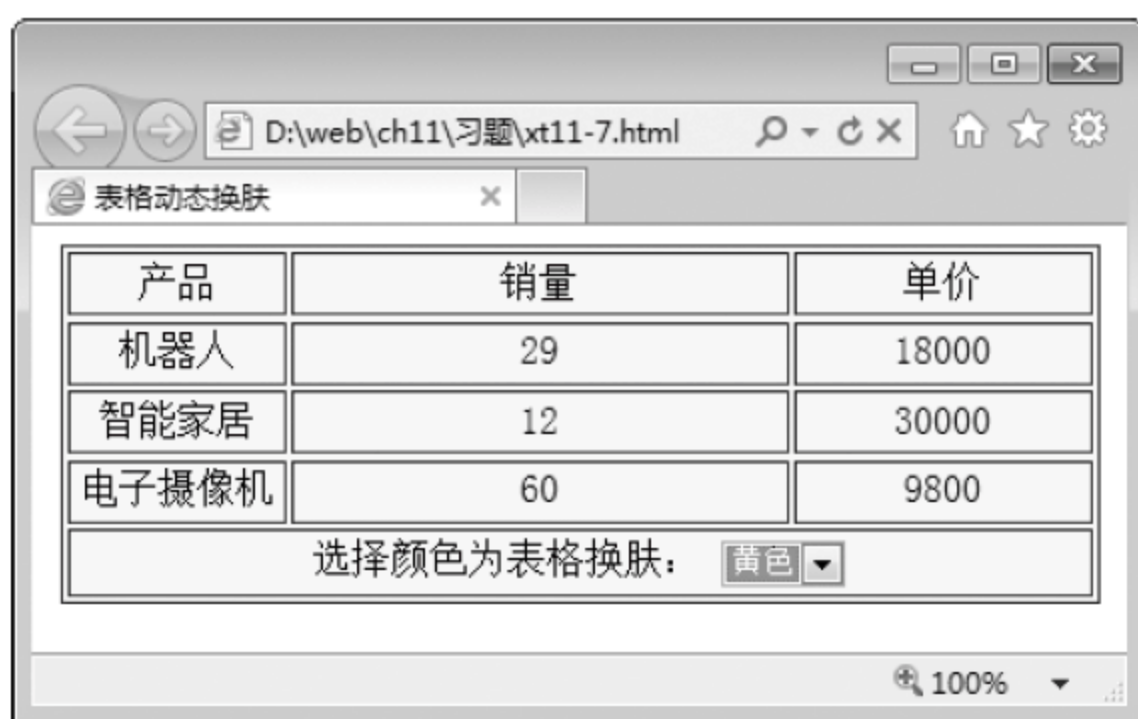 D:\web\ch11\习题\xt11-7.html
表格动态换肤
产品 销量 单价
机器人 29 18000
智能家居 12 30000
电子摄像机 60 9800
选择颜色为表格换肤： 黄色
100%